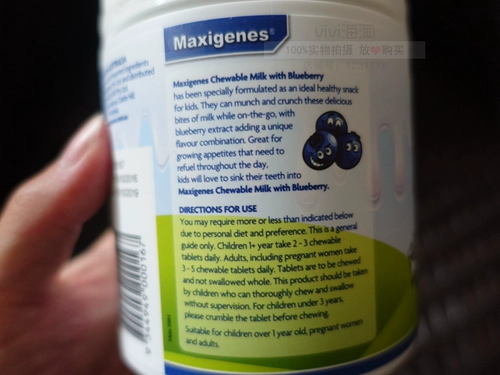 Maxigenes®
vivi海淘
100%实物拍摄 放❤购买
Maxigenes Chewable Milk with Blueberry
has been specially formulated as an ideal healthy snack
for kids. They can munch and crunch these delicious
bites of milk while on-the-go, with
blueberry extract adding a unique
flavour combination. Great for
growing appetites that need to
refuel throughout the day,
kids will love to sink their teeth into
Maxigenes Chewable Milk with Blueberry.
DIRECTIONS FOR USE
You may require more or less than indicated below
due to personal diet and preference. This is a general
guide only. Children 1+ year take 2 - 3 chewable
tablets daily. Adults, including pregnant women take
3 - 5 chewable tablets daily. Tablets are to be chewed
and not swallowed whole. This product should be taken
by children who can thoroughly chew and swallow
without supervision. For children under 3 years,
please crumble the tablet before chewing.
Suitable for children over 1 year old, pregnant women
and adults.